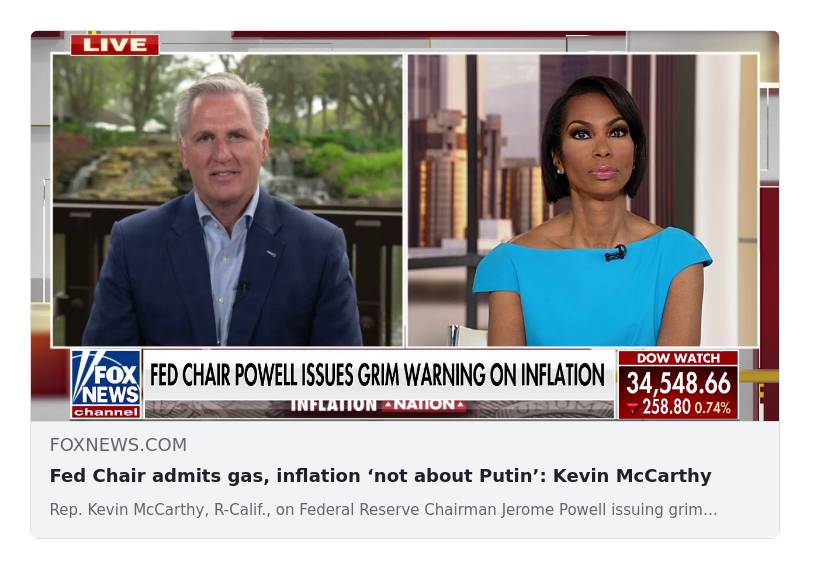 LIVE
FOX
NEWS
channel
FED CHAIR POWELL ISSUES GRIM WARNING ON INFLATION
INFLATION NATION
DOW WATCH
34,548.66
258.80 0.74%
FOXNEWS.COM
Fed Chair admits gas, inflation ‘not about Putin’: Kevin McCarthy
Rep. Kevin McCarthy, R-Calif., on Federal Reserve Chairman Jerome Powell issuing grim…